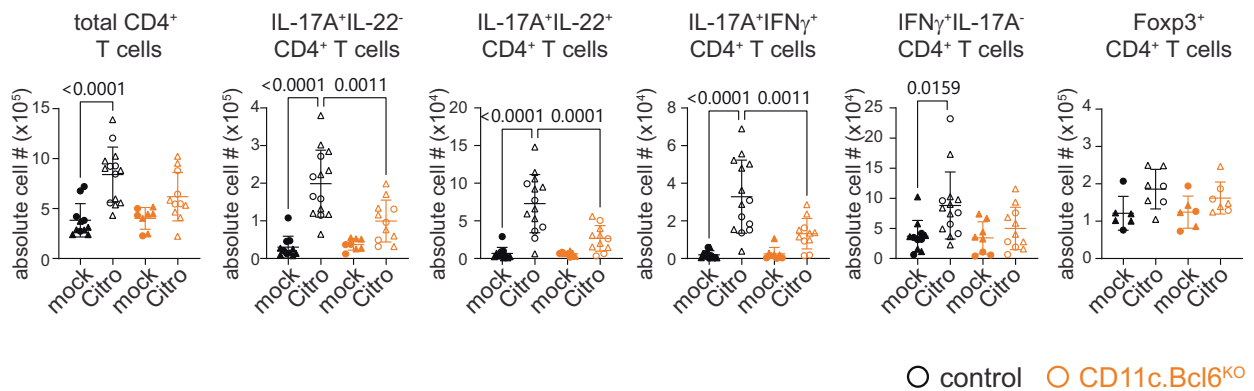 total CD4⁺
T cells
absolute cell # (x10⁵)
15
10
5
0
<0.0001
mock
Citro
mock
Citro
IL-17A⁺IL-22⁻
CD4⁺ T cells
absolute cell # (x10⁵)
4
3
2
1
0
<0.0001
0.0011
mock
Citro
mock
Citro
IL-17A⁺IL-22⁺
CD4⁺ T cells
absolute cell # (x10⁴)
20
15
10
5
0
<0.0001
0.0001
mock
Citro
mock
Citro
IL-17A⁺IFNγ⁺
CD4⁺ T cells
absolute cell # (x10⁴)
8
6
4
2
0
<0.0001
0.0011
mock
Citro
mock
Citro
IFNγ⁺IL-17A⁻
CD4⁺ T cells
absolute cell # (x10⁴)
25
20
15
10
5
0
0.0159
mock
Citro
mock
Citro
Foxp3⁺
CD4⁺ T cells
absolute cell # (x10⁵)
4
3
2
1
0
mock
Citro
mock
Citro
control
CD11c.Bcl6ᴷᴼ